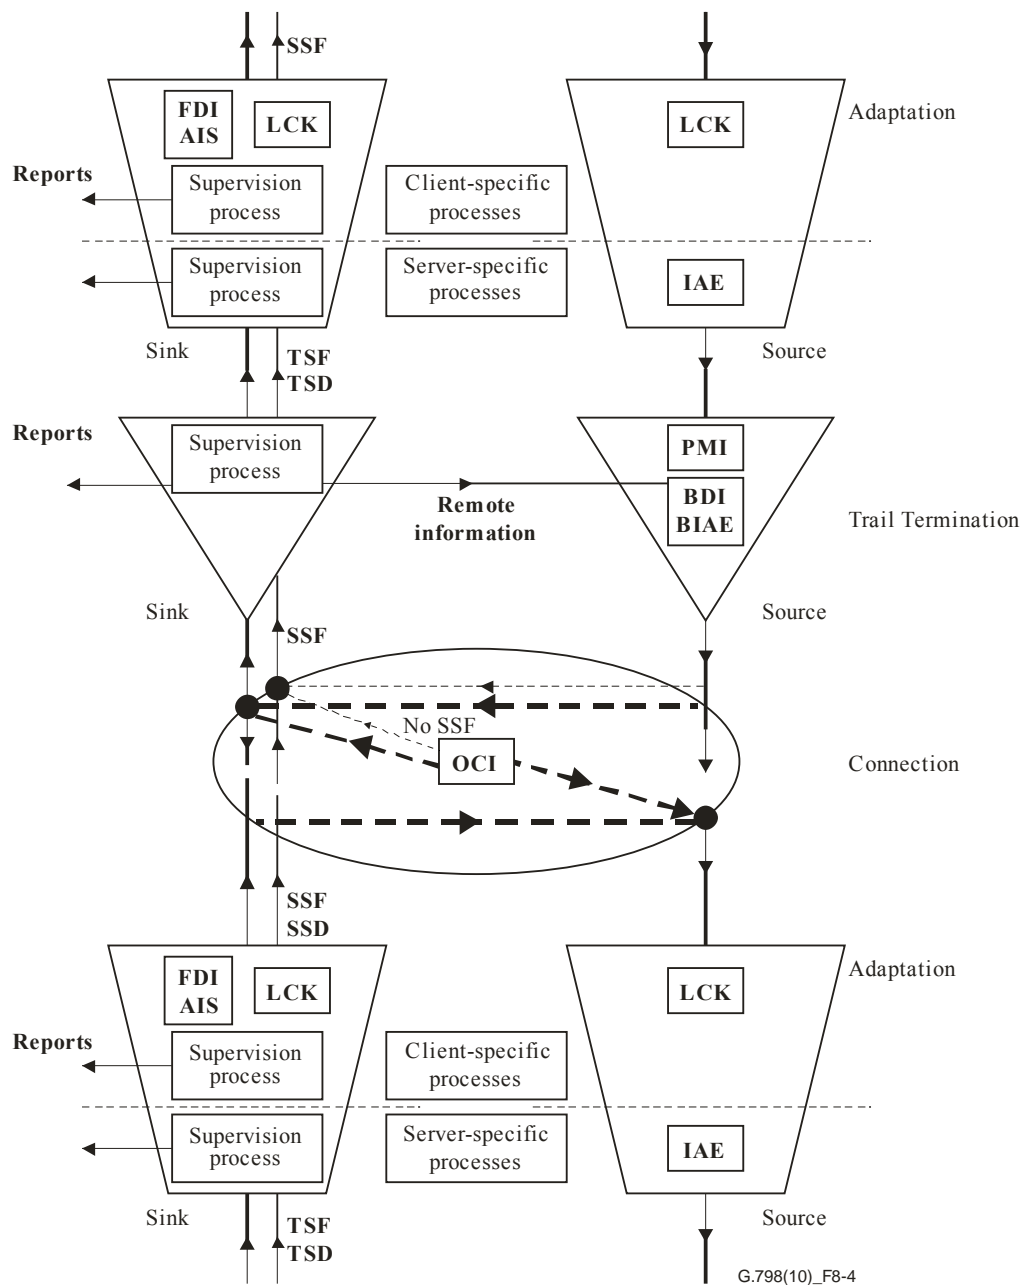 SSF
FDI
AIS
LCK
LCK
Adaptation
Reports
Supervision
process
Client-specific
processes
Supervision
process
Server-specific
processes
IAE
Sink
TSF
TSD
Source
Reports
Supervision
process
PMI
BDI
BIAE
Remote
information
Trail Termination
Sink
SSF
Source
No SSF
OCI
Connection
SSF
SSD
FDI
AIS
LCK
LCK
Adaptation
Reports
Supervision
process
Client-specific
processes
Supervision
process
Server-specific
processes
IAE
Sink
TSF
TSD
Source
G.798(10)_F8-4